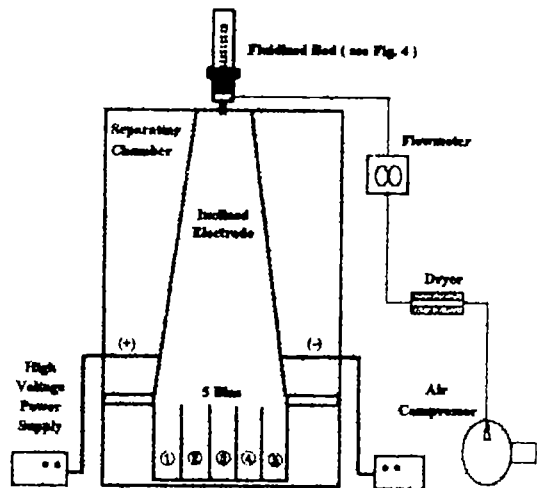 Fluidized Bed ( see Fig. 4 )
Separating
Chamber
Flowmeter
Inclined
Electrode
Dryer
(+)
(-)
High
Voltage
Power
Supply
5 Bins
Air
Compressor
① ② ③ ④ ⑤